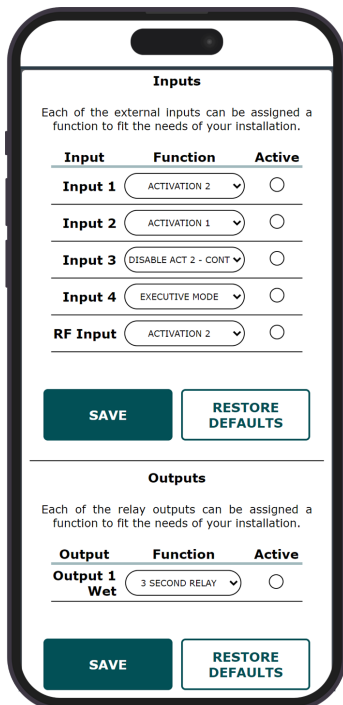 Inputs
Each of the external inputs can be assigned a
function to fit the needs of your installation.
Input Function Active
Input 1 ACTIVATION 2
Input 2 ACTIVATION 1
Input 3 DISABLE ACT 2 - CONT
Input 4 EXECUTIVE MODE
RF Input ACTIVATION 2
SAVE
RESTORE
DEFAULTS
Outputs
Each of the relay outputs can be assigned a
function to fit the needs of your installation.
Output Function Active
Output 1
Wet
3 SECOND RELAY
SAVE
RESTORE
DEFAULTS